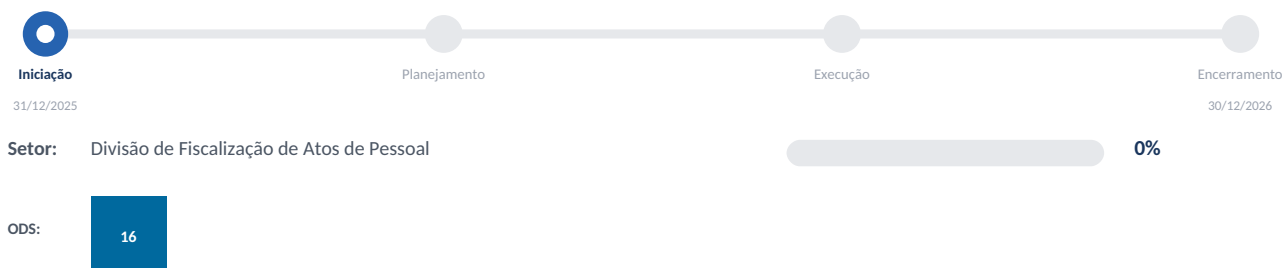 Iniciação Planejamento Execução Encerramento
31/12/2025 30/12/2026
Setor: Divisão de Fiscalização de Atos de Pessoal 0%
ODS: 16